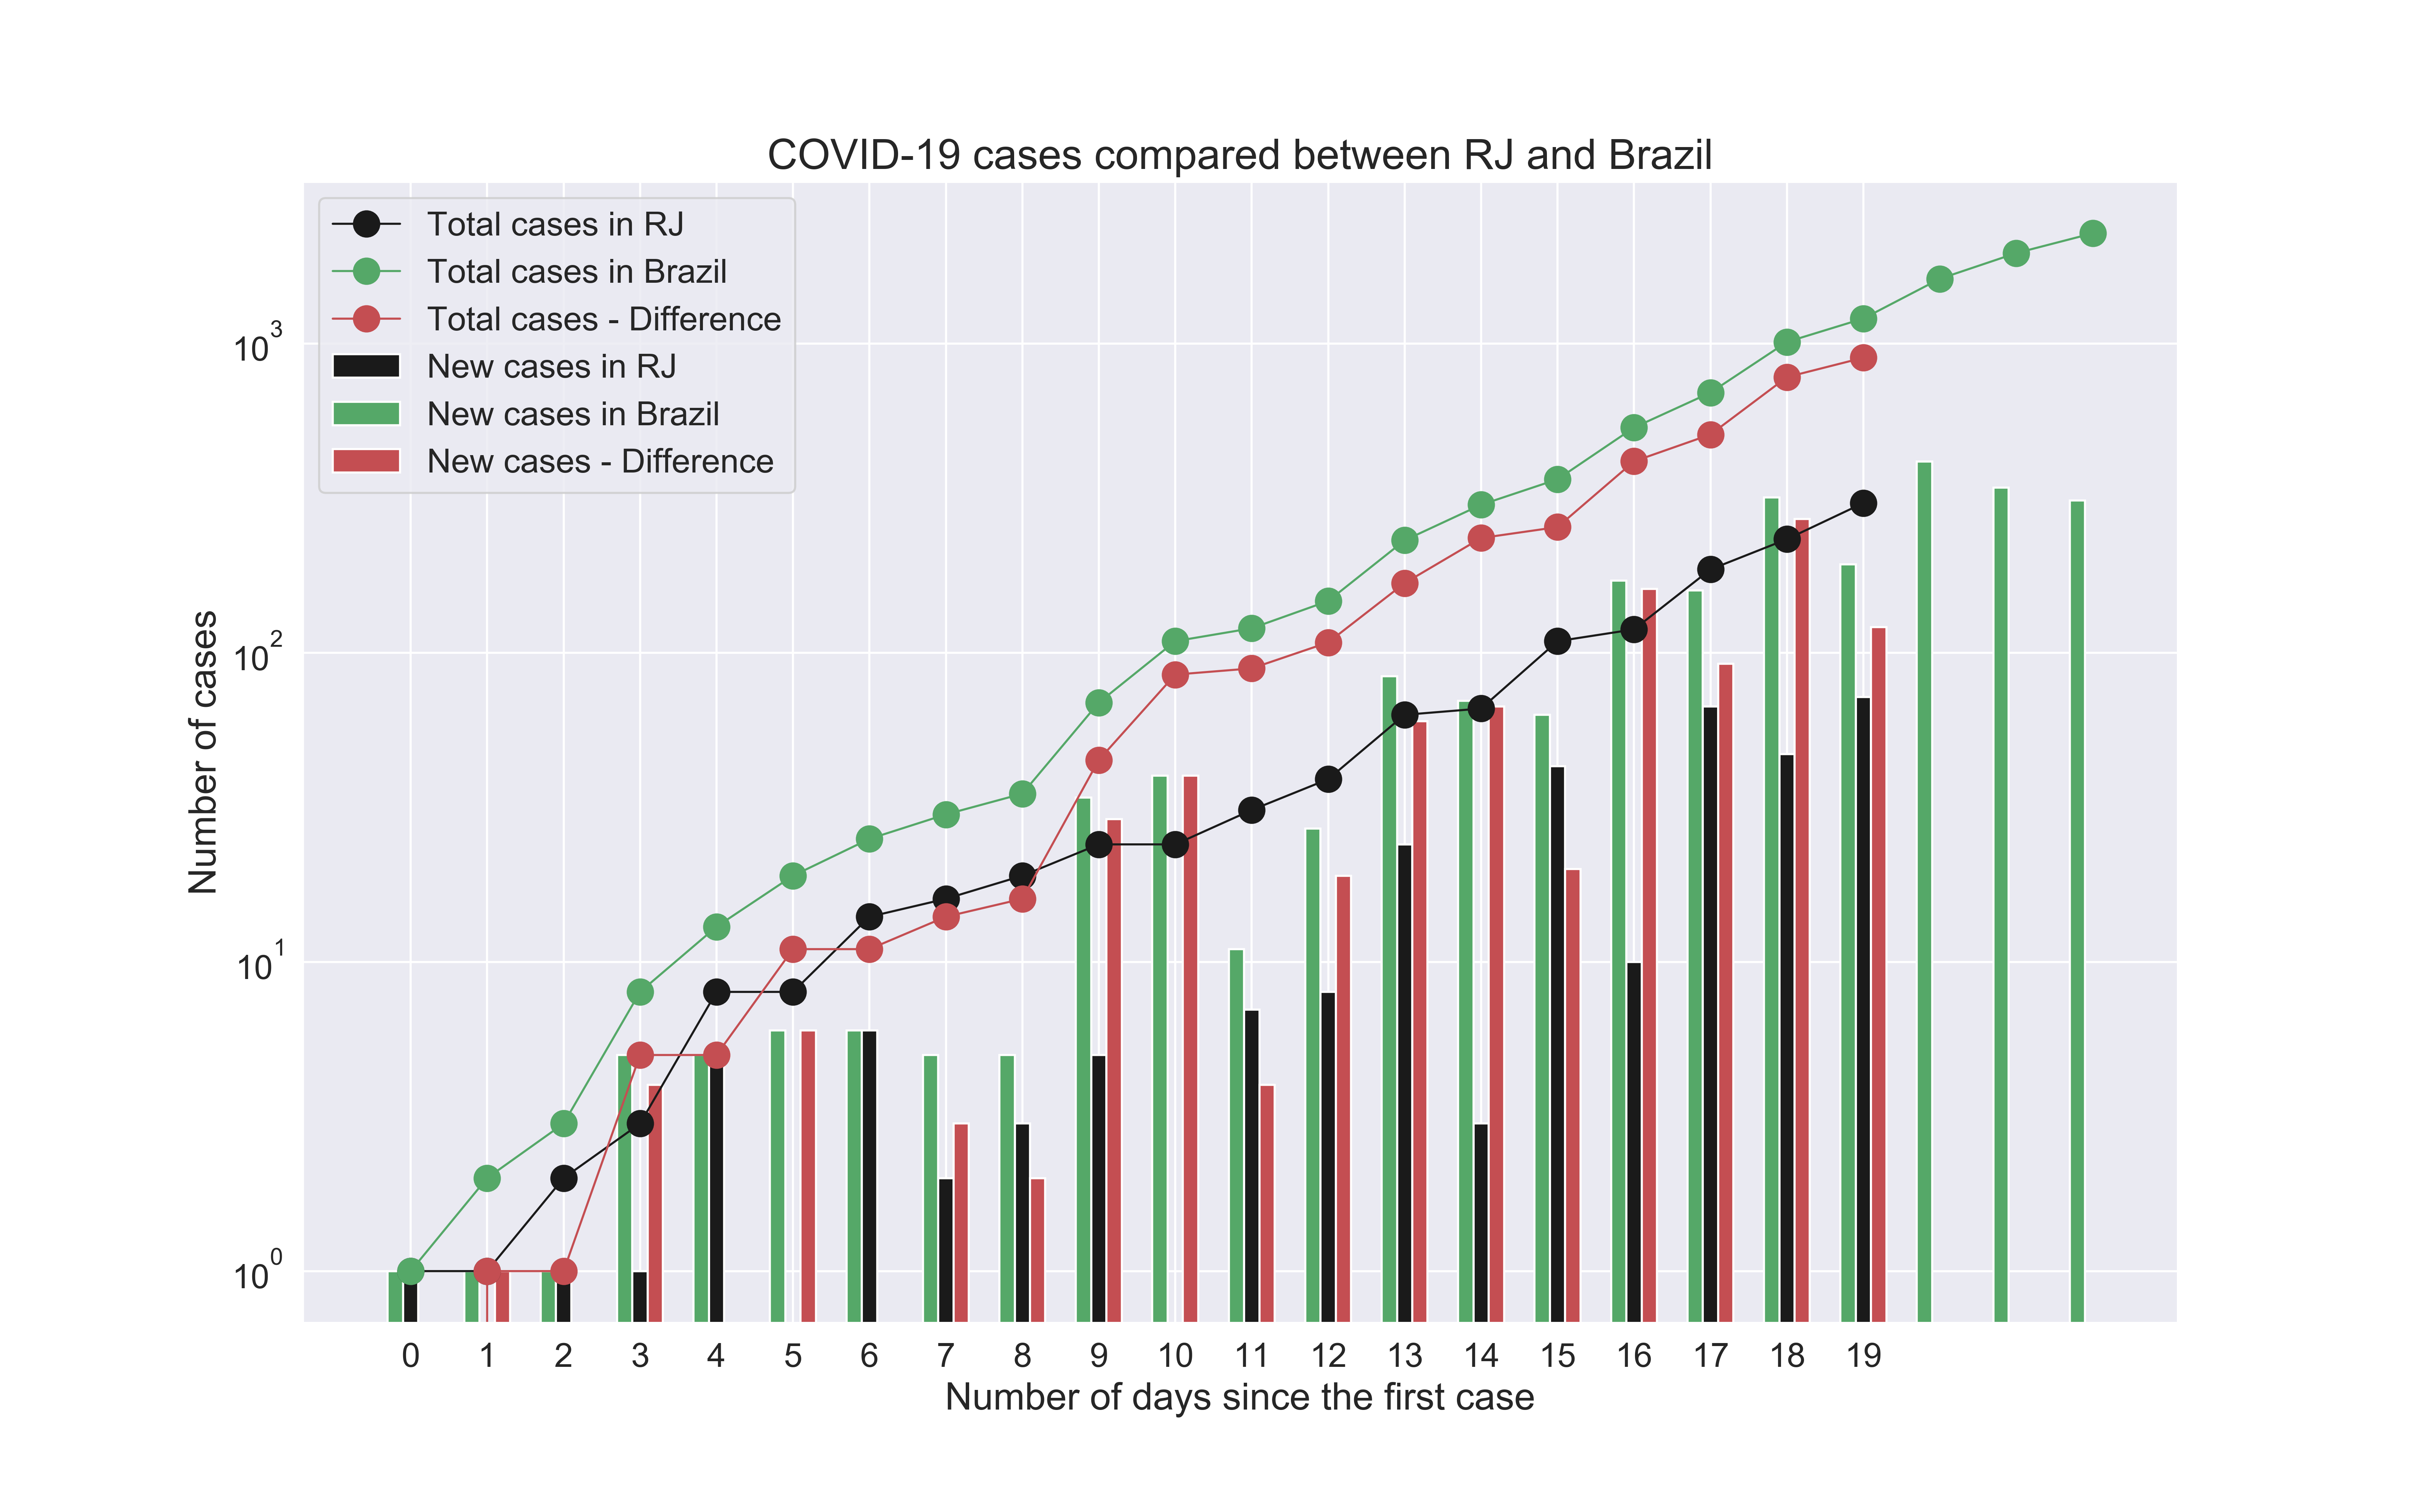 COVID-19 cases compared between RJ and Brazil
Total cases in RJ
Total cases in Brazil
Total cases - Difference
New cases in RJ
New cases in Brazil
New cases - Difference
Number of cases
10³
10²
10¹
10⁰
0 1 2 3 4 5 6 7 8 9 10 11 12 13 14 15 16 17 18 19
Number of days since the first case